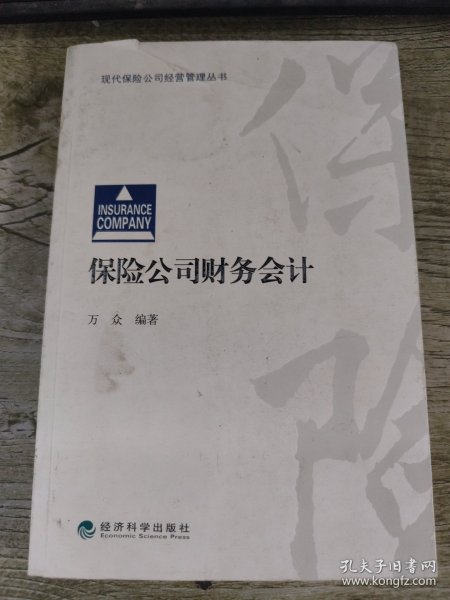 现代保险公司经营管理丛书
保险
INSURANCE
COMPANY
保险公司财务会计
万 众 编著
经济科学出版社
Economic Science Press
孔夫子旧书网
www.kongfz.com